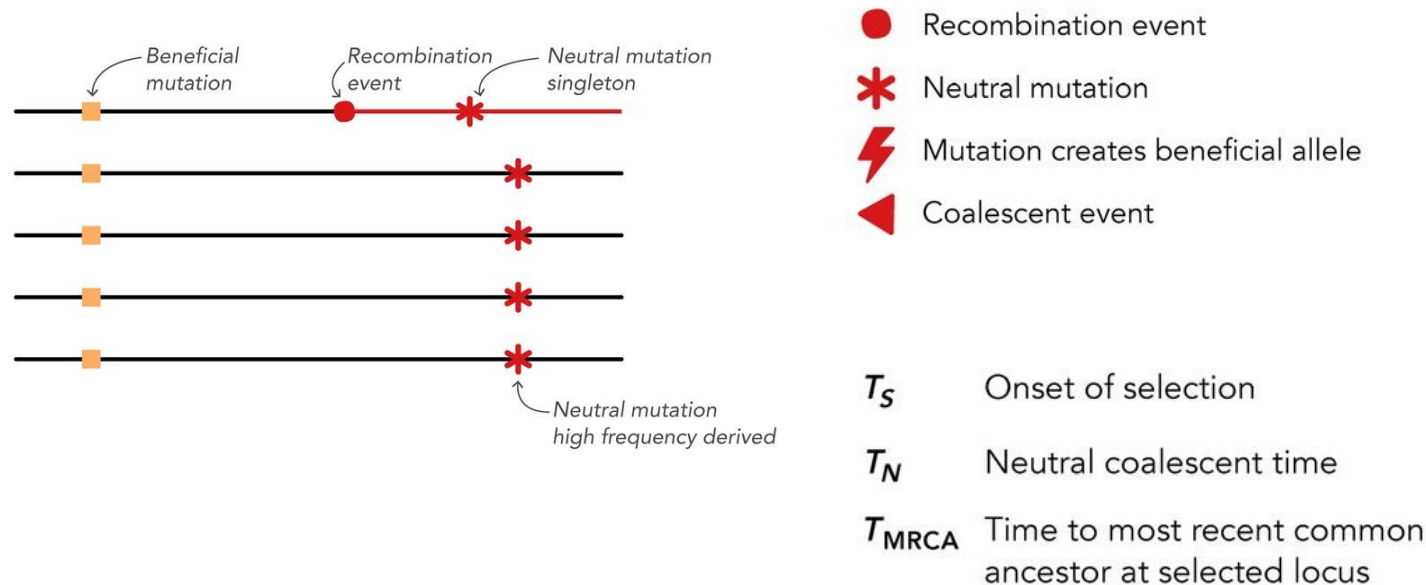 Beneficial
mutation
Recombination
event
Neutral mutation
singleton
Neutral mutation
high frequency derived
Recombination event
Neutral mutation
Mutation creates beneficial allele
Coalescent event
T_S Onset of selection
T_N Neutral coalescent time
T_MRCA Time to most recent common
ancestor at selected locus